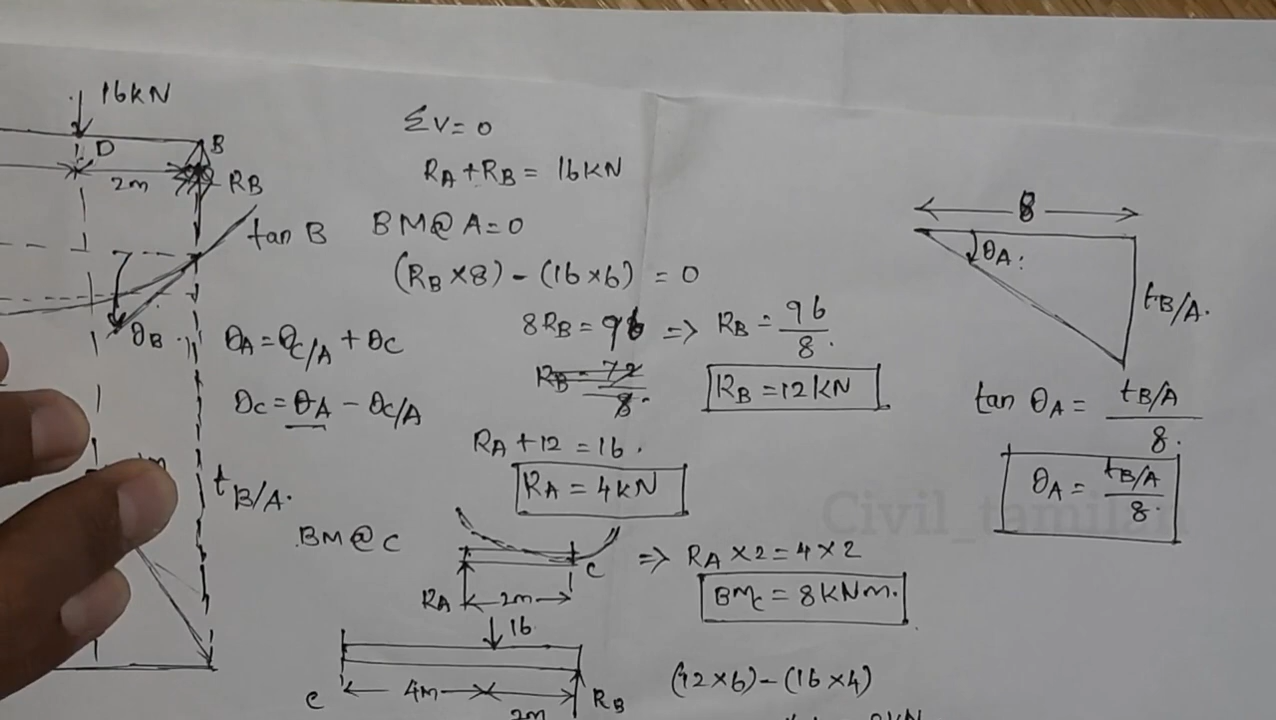 16KN
D
B
2m
RB
tan B
θB
θA = θC/A + θC
θC = θA - θC/A
tB/A.
ΣV = 0
RA + RB = 16KN
BM@ A = 0
(RB × 8) - (16 × 6) = 0
8RB = 96 => RB = 96/8.
RB = 72/8.
RB = 12KN
RA + 12 = 16.
RA = 4KN
BM@C
C
RA
2m
=> RA × 2 = 4 × 2
BMc = 8KNm.
16
C
4m
2m
RB
(12 × 6) - (16 × 4)
8
θA:
tB/A.
tan θA = tB/A / 8.
θA = tB/A / 8.